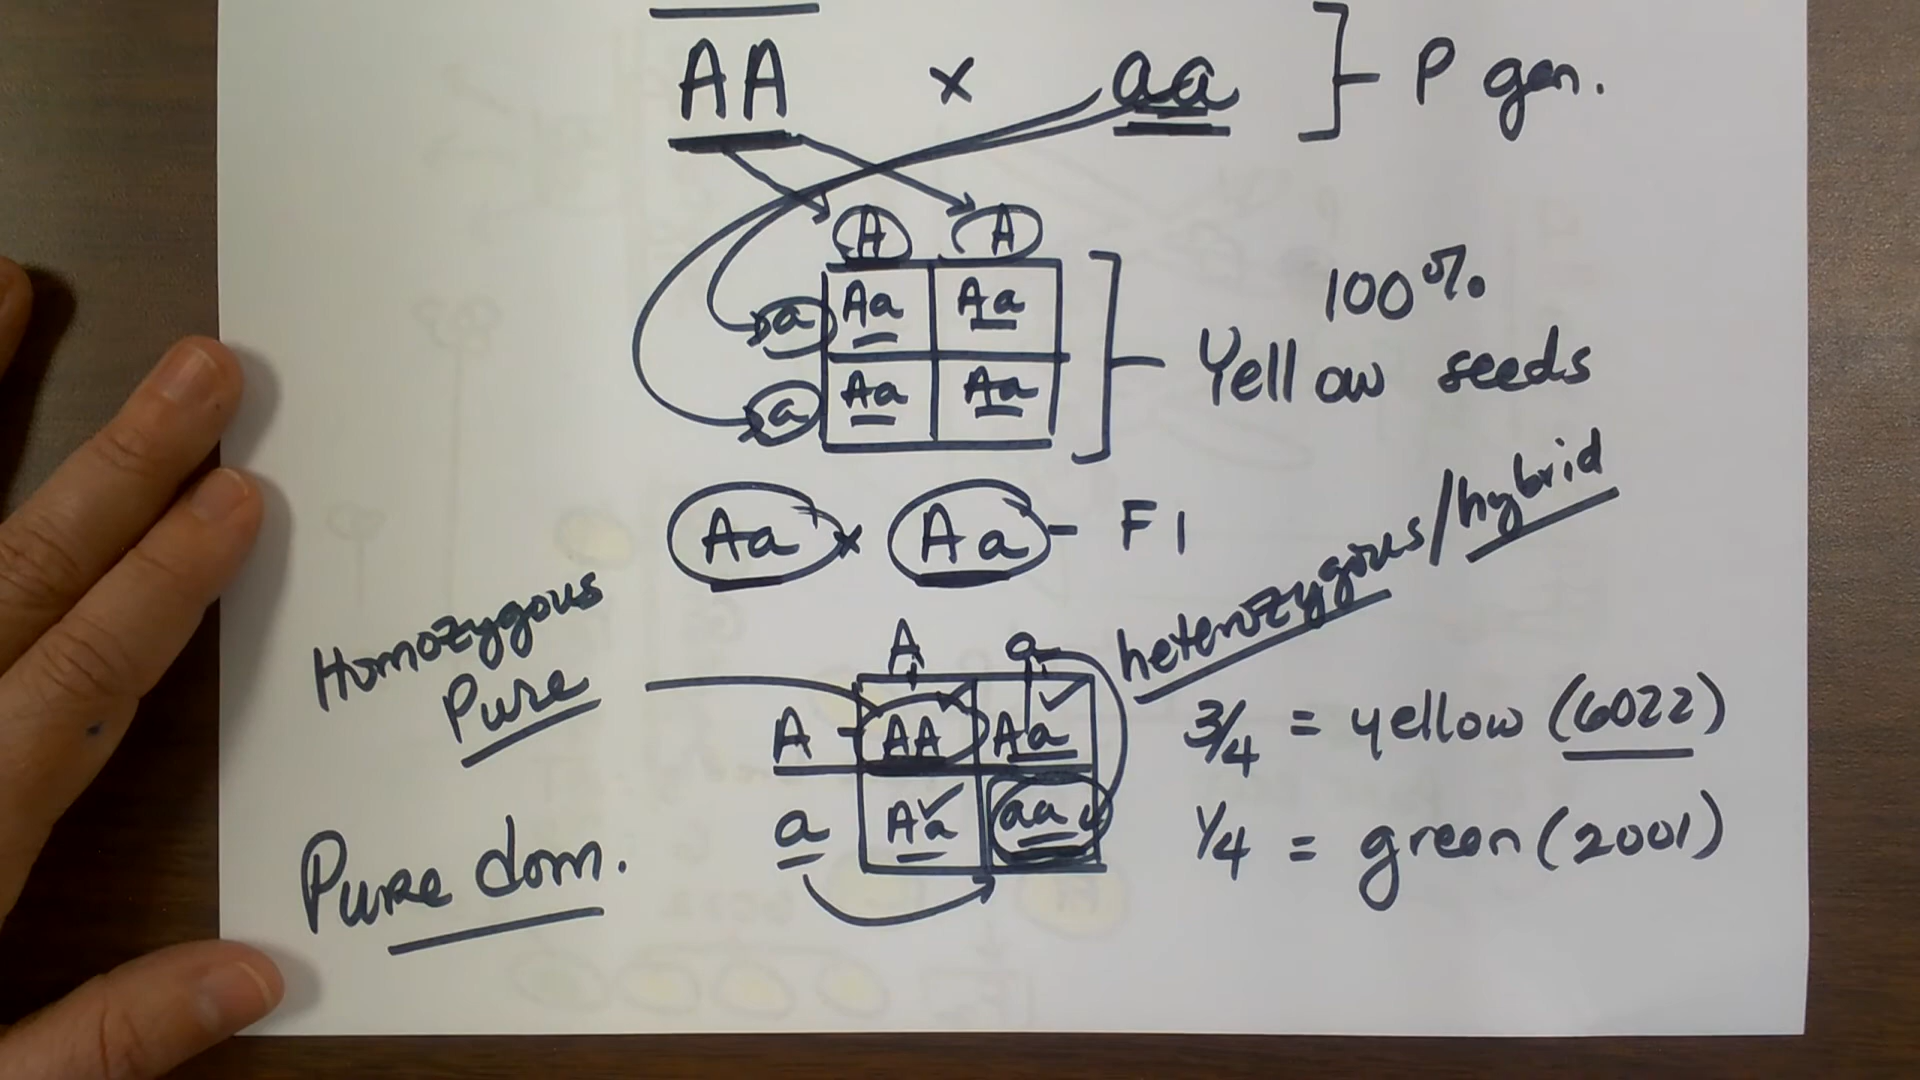 AA x aa P gen.
A A
a Aa Aa
a Aa Aa
100%
Yellow seeds
Aa x Aa - F1
Homozygous
Pure
heterozygous/hybrid
A a
A AA Aa
a Aa aa
3/4 = yellow (6022)
1/4 = green (2001)
Pure dom.